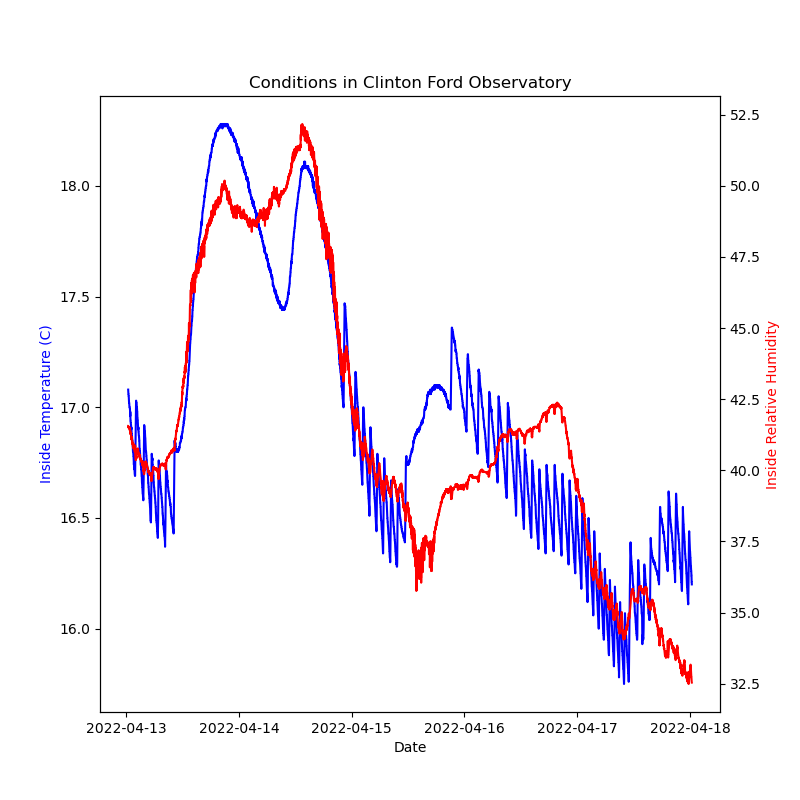 Conditions in Clinton Ford Observatory
Inside Temperature (C)
18.0
17.5
17.0
16.5
16.0
52.5
50.0
47.5
45.0
42.5
40.0
37.5
35.0
32.5
Inside Relative Humidity
2022-04-13 2022-04-14 2022-04-15 2022-04-16 2022-04-17 2022-04-18
Date